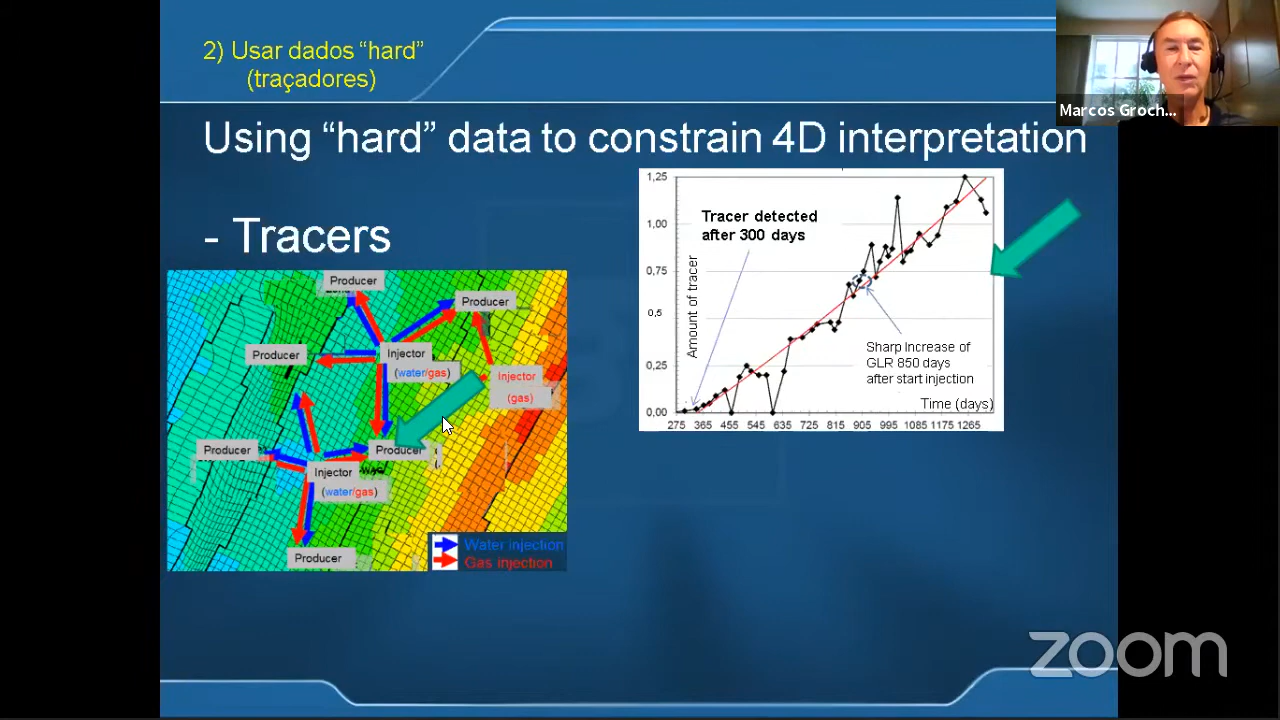 2) Usar dados “hard”
(traçadores)
Marcos Groch...
Using “hard” data to constrain 4D interpretation
- Tracers
Producer
Producer
Producer
Injector
(water/gas)
Injector
(gas)
Producer
Producer
Injector
(water/gas)
Producer
Water injection
Gas injection
1,25
1,00
0,75
0,5
0,25
0,00
Amount of tracer
Tracer detected
after 300 days
Sharp Increase of
GLR 850 days
after start injection
Time (days)
275 365 455 545 635 725 815 905 995 1085 1175 1265
zoom